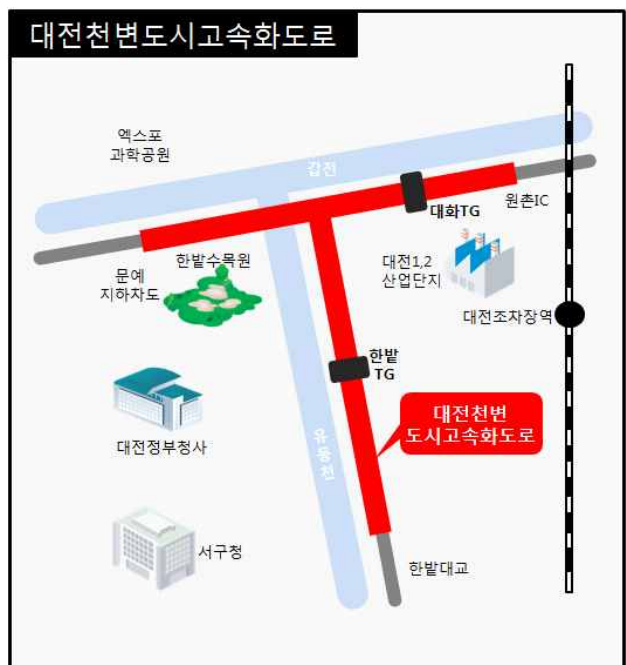 대전천변도시고속화도로
엑스포
과학공원
갑전
대화TG
원촌IC
문예
지하차도
한밭수목원
대전1,2
산업단지
대전조차장역
한밭
TG
대전천변
도시고속화도로
대전정부청사
유등천
서구청
한밭대교